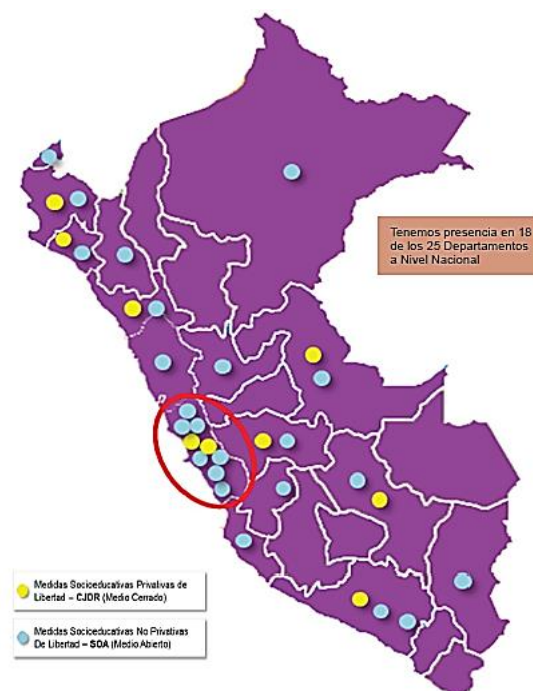 Tenemos presencia en 18
de los 25 Departamentos
a Nivel Nacional
Medidas Socioeducativas Privativas de
Libertad – CJDR (Medio Cerrado)
Medidas Socioeducativas No Privativas
De Libertad – SOA (Medio Abierto)